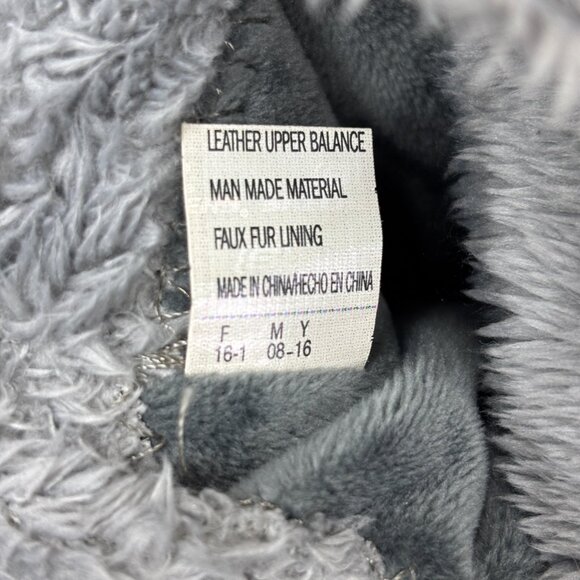 LEATHER UPPER BALANCE
MAN MADE MATERIAL
FAUX FUR LINING
MADE IN CHINA/HECHO EN CHINA
F M Y
16-1 08-16